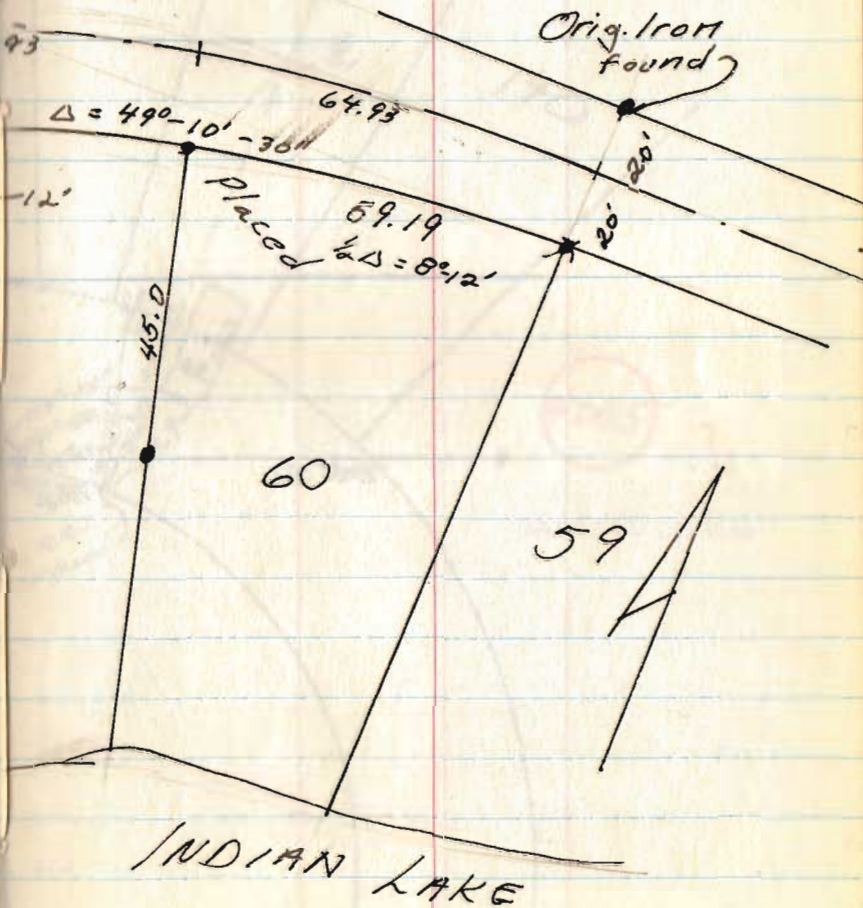 Orig. Iron
found
93
64.93
Δ = 49°-10'-30"
20'
20'
-12'
Placed
59.19
½Δ = 8°-12'
45.0
60
59
INDIAN LAKE